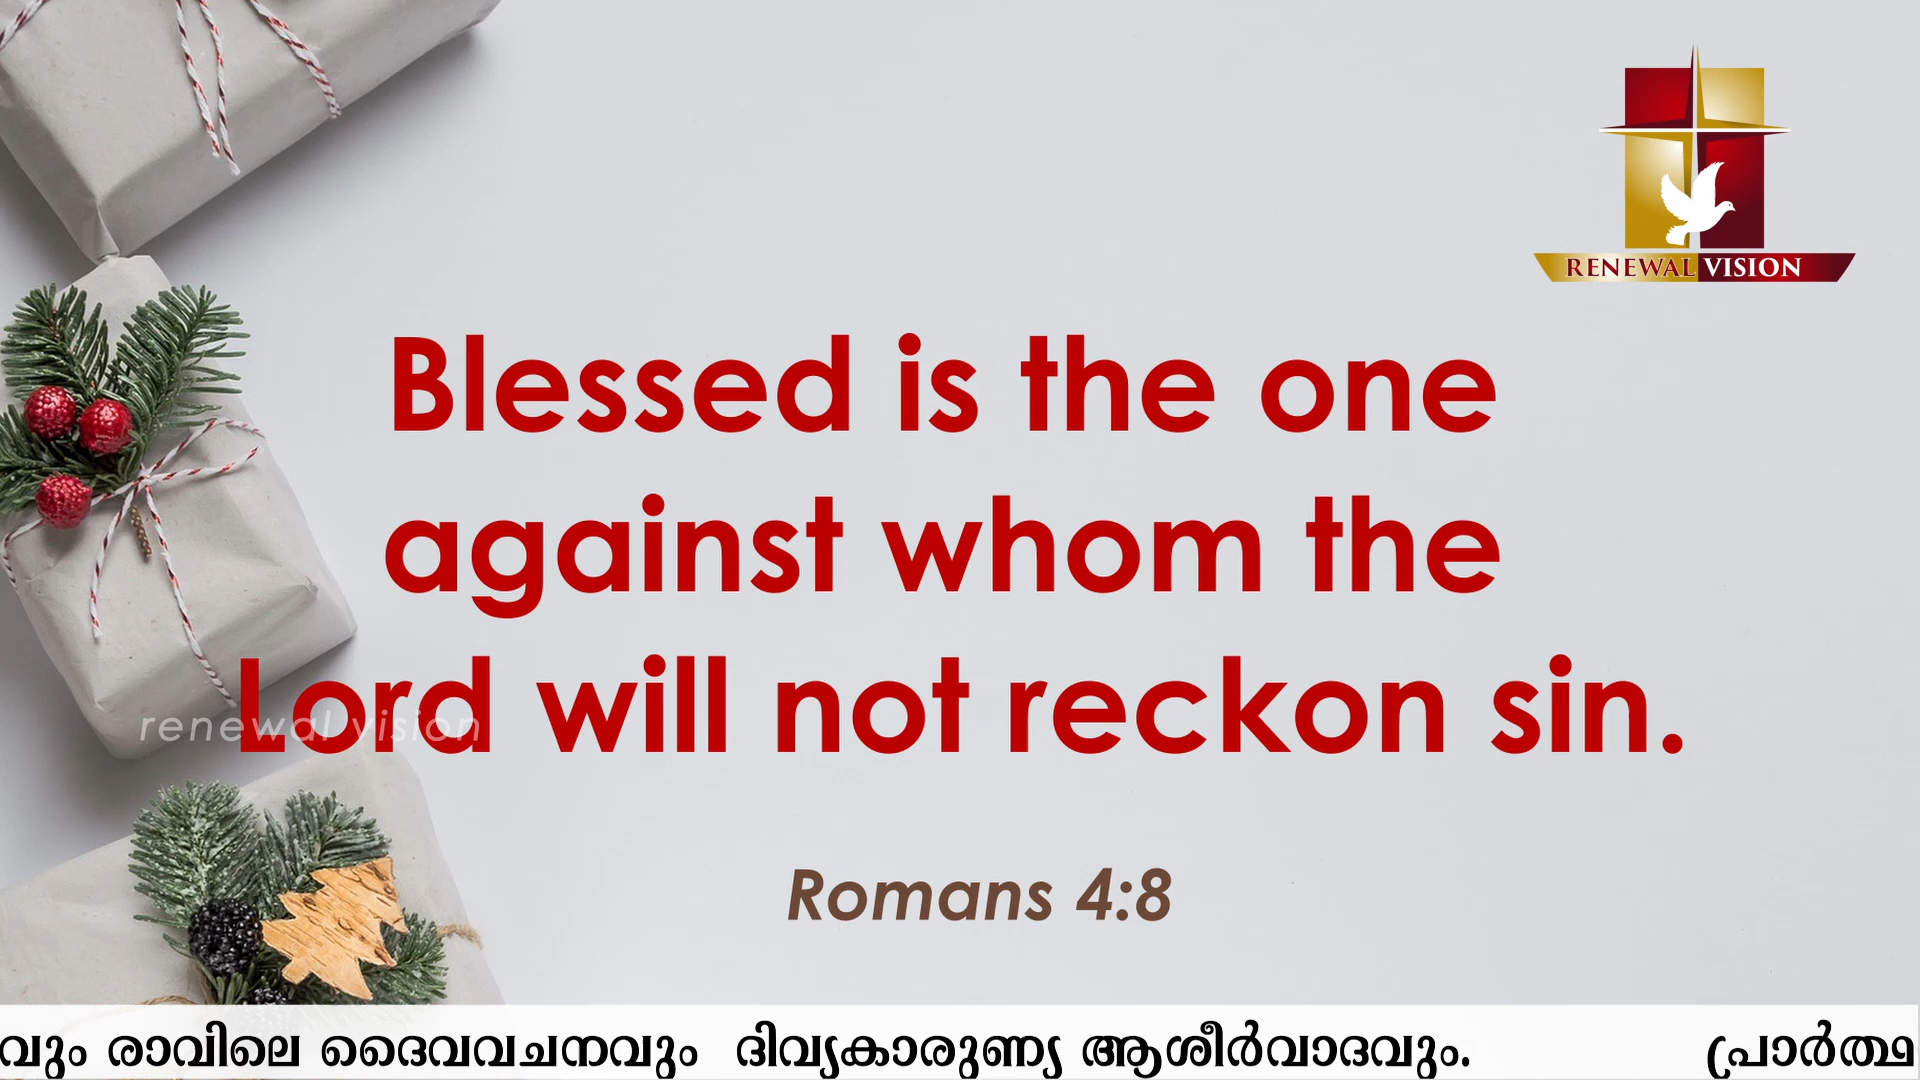 RENEWAL VISION
Blessed is the one
against whom the
Lord will not reckon sin.
renewal vision
Romans 4:8
വും രാവിലെ ദൈവവചനവും ദിവ്യകാരുണ്യ ആശീർവാദവും. പ്രാർത്ഥ